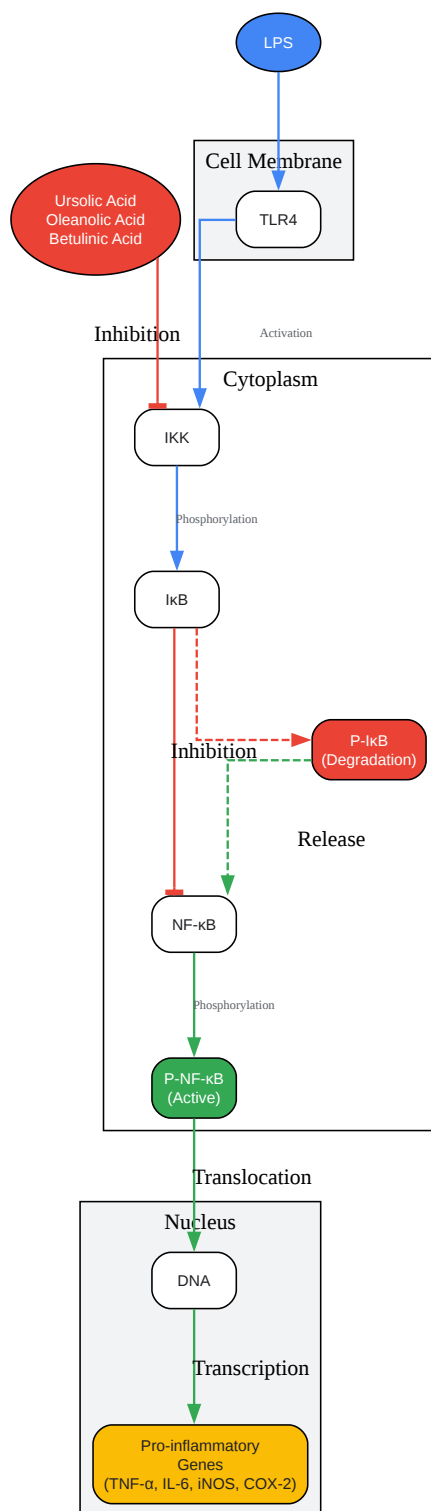 LPS
Cell Membrane
TLR4
Ursolic Acid
Oleanolic Acid
Betulinic Acid
Inhibition
Activation
Cytoplasm
IKK
Phosphorylation
IκB
P-IκB
(Degradation)
Inhibition
Release
NF-κB
Phosphorylation
P-NF-κB
(Active)
Translocation
Nucleus
DNA
Transcription
Pro-inflammatory
Genes
(TNF-α, IL-6, iNOS, COX-2)